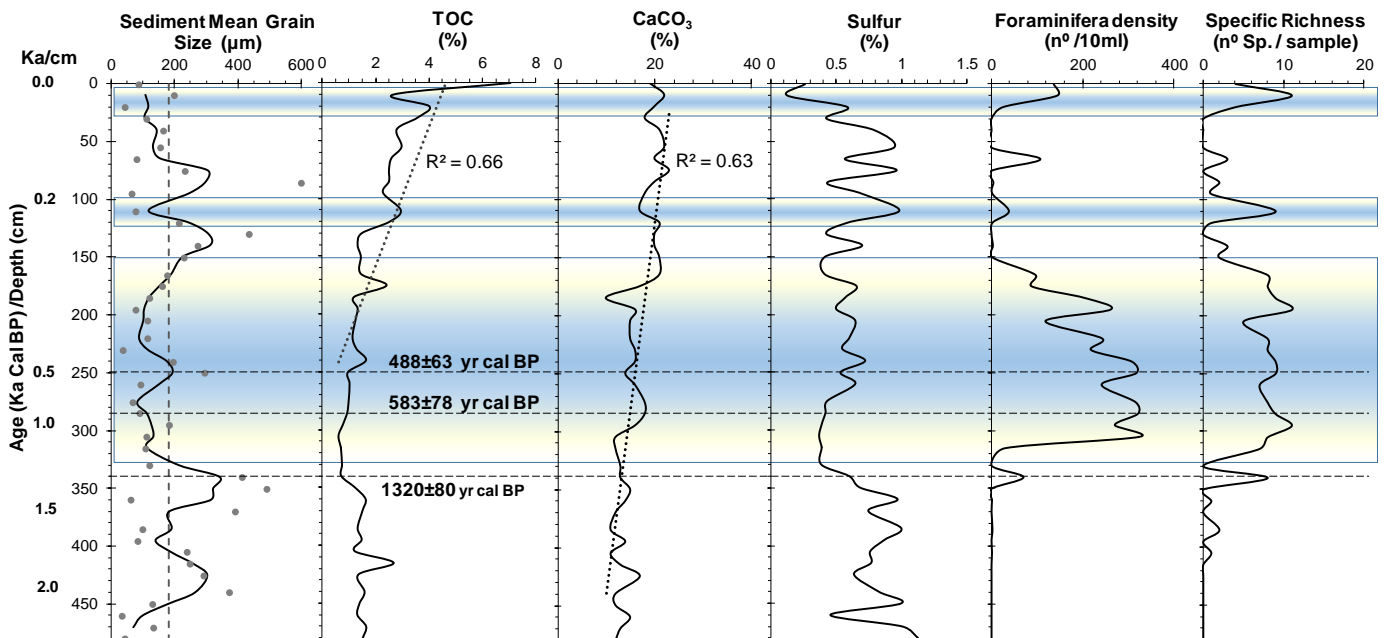 Sediment Mean Grain
Size (µm)
TOC
(%)
CaCO₃
(%)
Sulfur
(%)
Foraminifera density
(nº /10ml)
Specific Richness
(nº Sp. / sample)
Ka/cm
0 200 400 600
0 2 4 6 8
0 20 40
0 0.5 1 1.5
0 200 400
0 10 20
0.0 0
50
R² = 0.66
R² = 0.63
0.2 100
150
200
488±63 yr cal BP
0.5 250
583±78 yr cal BP
1.0
300
350
1320±80 yr cal BP
1.5
400
2.0
450
Age (Ka Cal BP) /Depth (cm)